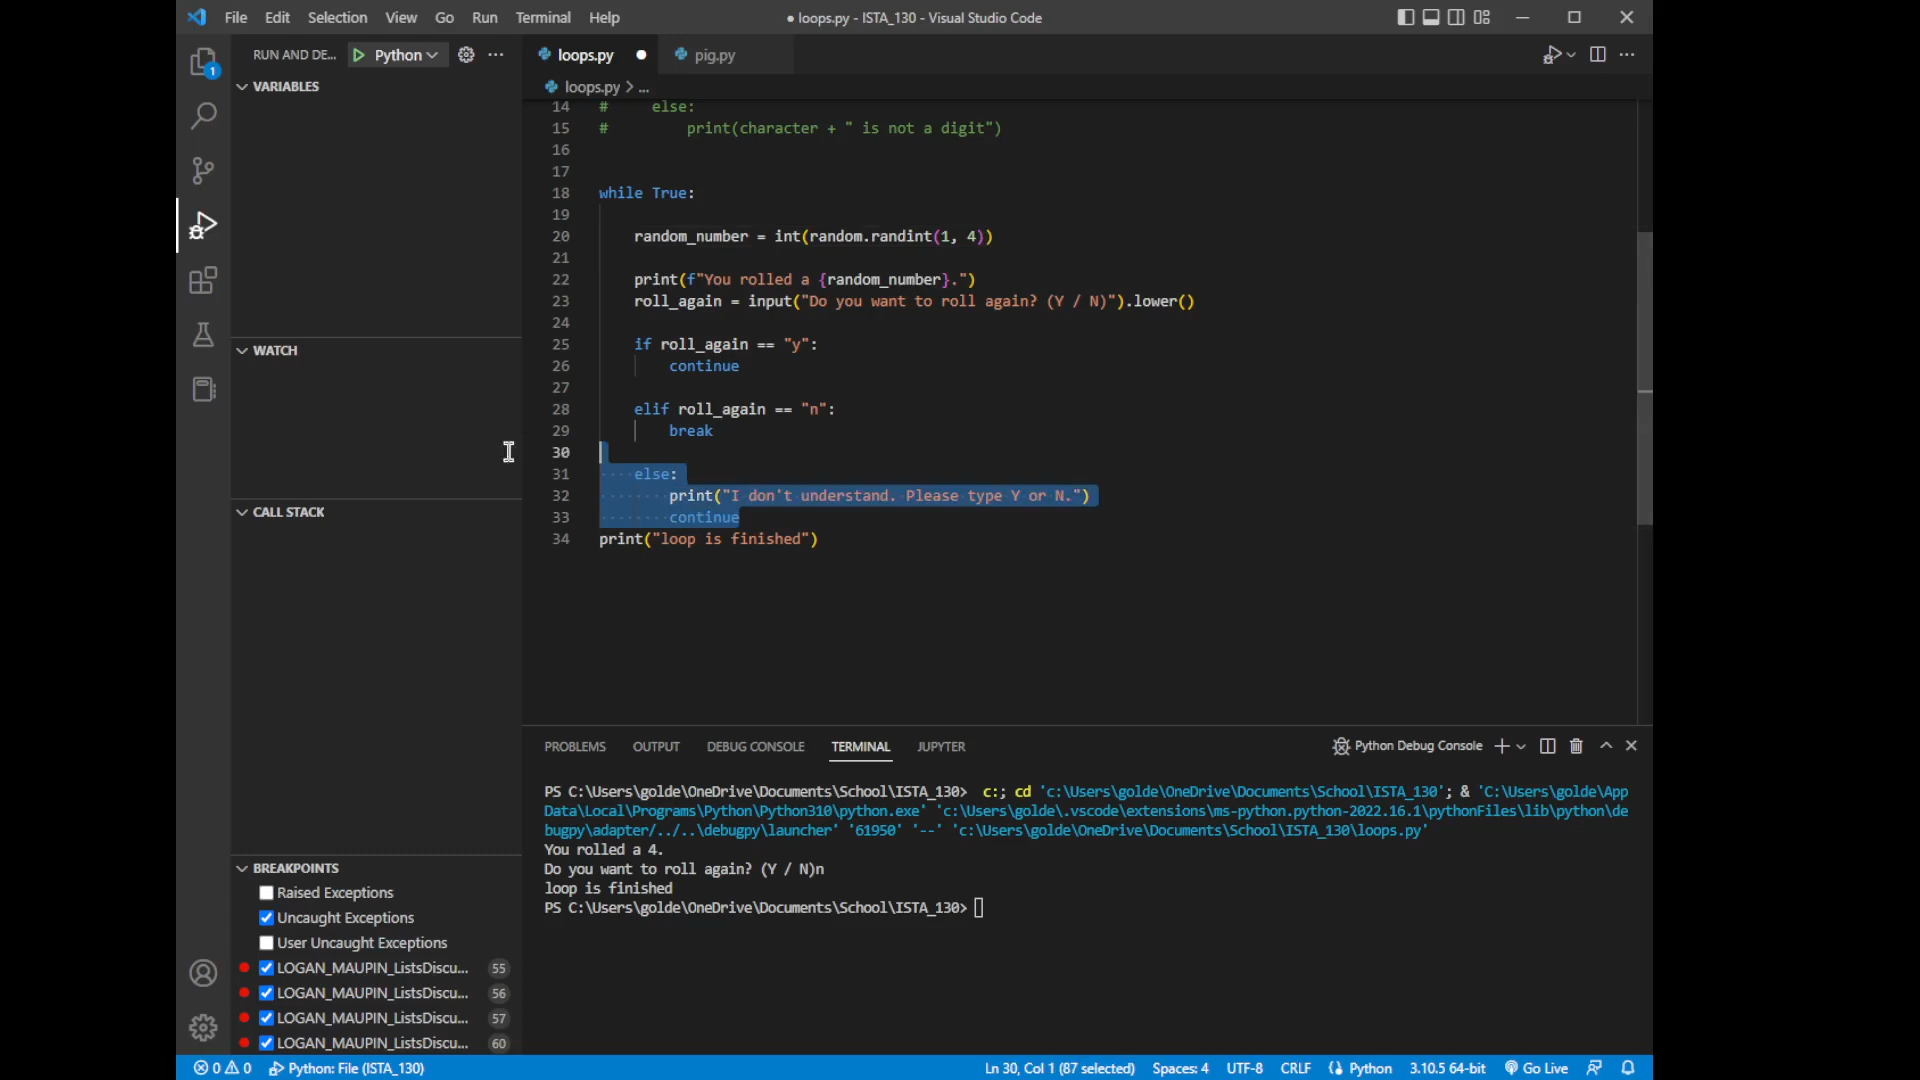 File Edit Selection View Go Run Terminal Help
● loops.py - ISTA_130 - Visual Studio Code
RUN AND DE... Python
1
VARIABLES
WATCH
CALL STACK
BREAKPOINTS
Raised Exceptions
Uncaught Exceptions
User Uncaught Exceptions
LOGAN_MAUPIN_ListsDiscu... 55
LOGAN_MAUPIN_ListsDiscu... 56
LOGAN_MAUPIN_ListsDiscu... 57
LOGAN_MAUPIN_ListsDiscu... 60
loops.py ● pig.py
loops.py > ...
14 #     else:
15 #         print(character + " is not a digit")
16
17
18 while True:
19
20     random_number = int(random.randint(1, 4))
21
22     print(f"You rolled a {random_number}.")
23     roll_again = input("Do you want to roll again? (Y / N)").lower()
24
25     if roll_again == "y":
26         continue
27
28     elif roll_again == "n":
29         break
30
31     else:
32         print("I don't understand. Please type Y or N.")
33         continue
34 print("loop is finished")
PROBLEMS OUTPUT DEBUG CONSOLE TERMINAL JUPYTER
Python Debug Console
PS C:\Users\golde\OneDrive\Documents\School\ISTA_130>  c:; cd 'c:\Users\golde\OneDrive\Documents\School\ISTA_130'; & 'C:\Users\golde\App
Data\Local\Programs\Python\Python310\python.exe' 'c:\Users\golde\.vscode\extensions\ms-python.python-2022.16.1\pythonFiles\lib\python\de
bugpy\adapter/../..\debugpy\launcher' '61950' '--' 'c:\Users\golde\OneDrive\Documents\School\ISTA_130\loops.py'
You rolled a 4.
Do you want to roll again? (Y / N)n
loop is finished
PS C:\Users\golde\OneDrive\Documents\School\ISTA_130>
0 0 Python: File (ISTA_130)
Ln 30, Col 1 (87 selected) Spaces: 4 UTF-8 CRLF Python 3.10.5 64-bit Go Live